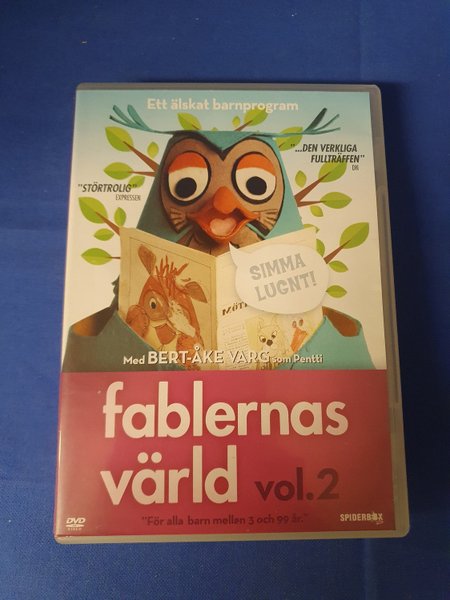 Ett älskat barnprogram
"...DEN VERKLIGA
FULLTRÄFFEN"
DN
"STÖRTROLIG"
EXPRESSEN
SIMMA
LUGNT!
Med BERT-ÅKE VARG som Pentti
fablernas
värld vol.2
DVD
VIDEO
"För alla barn mellan 3 och 99 år."
SPIDERBOX